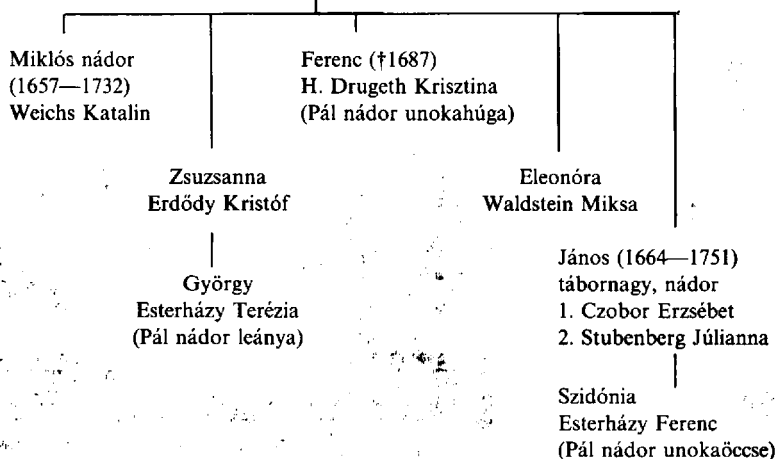 Miklós nádor
(1657—1732)
Weichs Katalin
Ferenc (†1687)
H. Drugeth Krisztina
(Pál nádor unokahúga)
Zsuzsanna
Erdődy Kristóf
Eleonóra
Waldstein Miksa
György
Esterházy Terézia
(Pál nádor leánya)
János (1664—1751)
tábornagy, nádor
1. Czobor Erzsébet
2. Stubenberg Júlianna
Szidónia
Esterházy Ferenc
(Pál nádor unokaöccse)